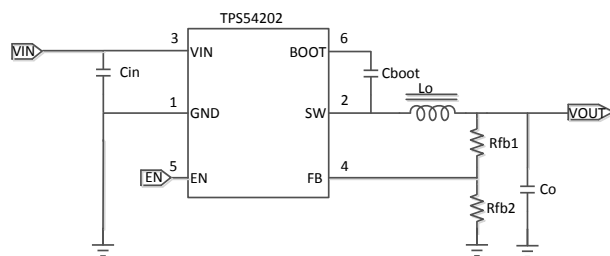 TPS54202
VIN
3
VIN
BOOT
6
Cin
Cboot
Lo
1
GND
SW
2
VOUT
Rfb1
EN
5
EN
FB
4
Rfb2
Co